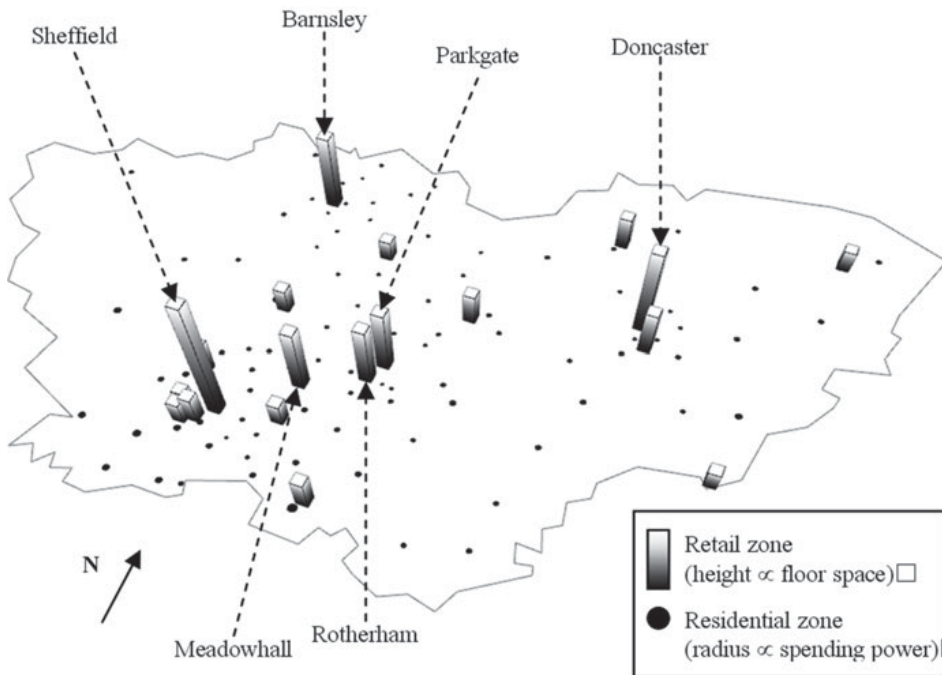 Barnsley
Sheffield
Parkgate
Doncaster
N
Meadowhall
Rotherham
Retail zone
(height ∝ floor space)
Residential zone
(radius ∝ spending power)